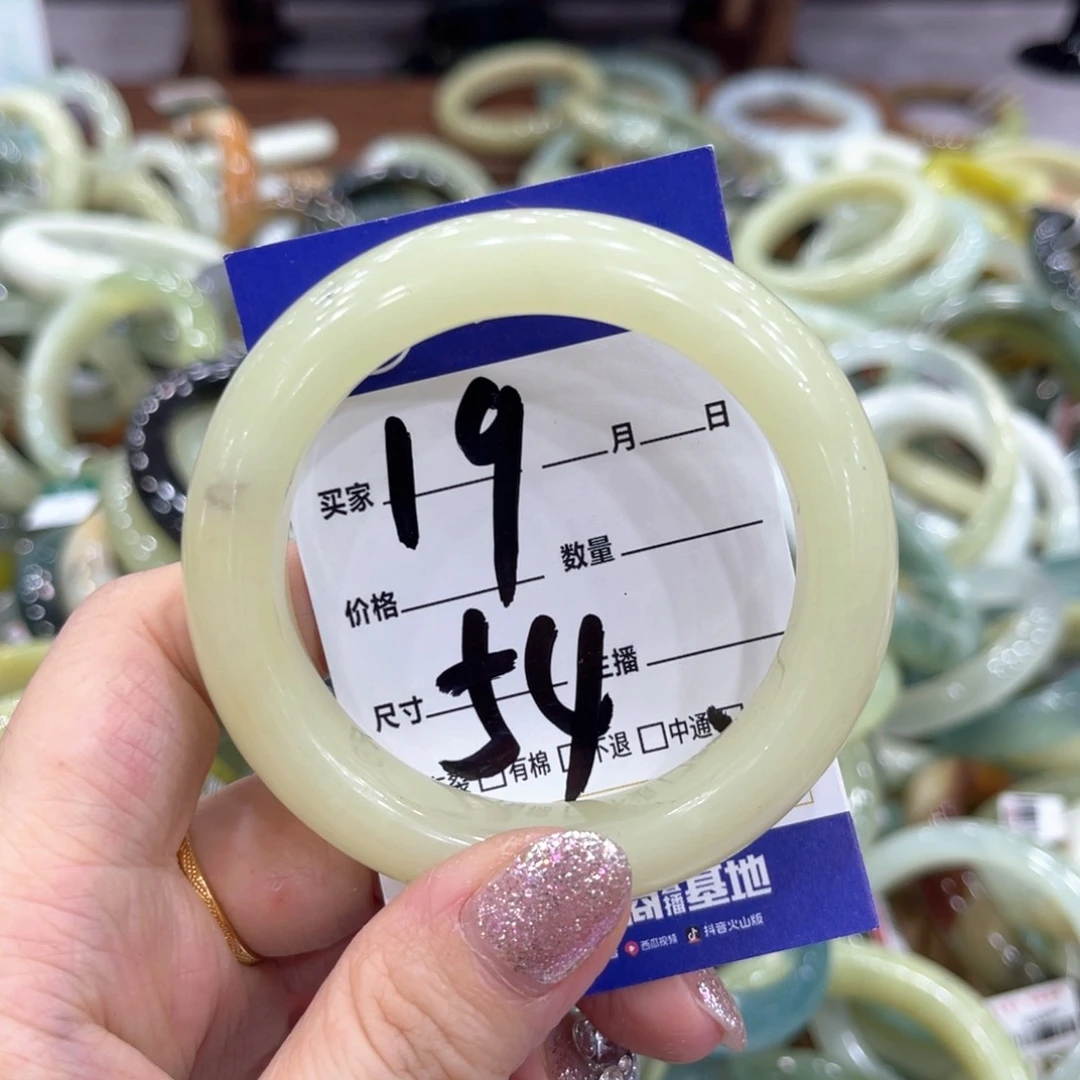 19
月 日
买家
数量
价格
54
播
尺寸
有棉 不退 中通
播基地
西瓜视频 抖音火山版